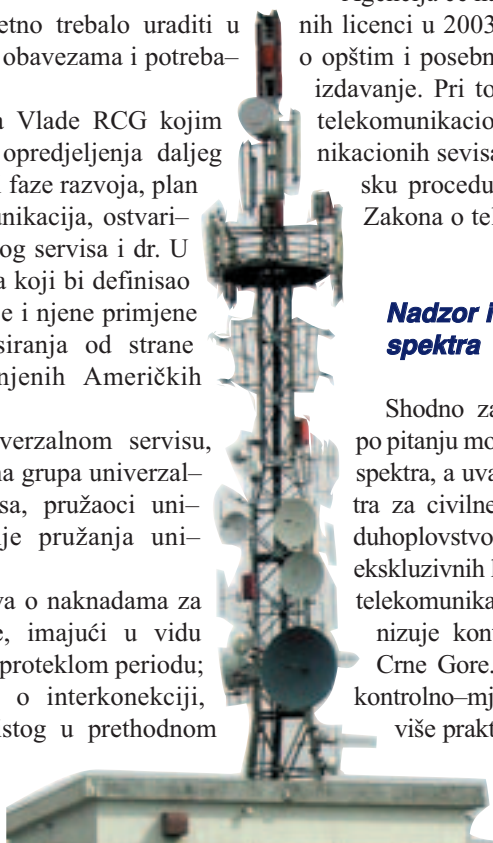 etno trebalo uraditi u
obavezama i potreba–
Vlade RCG kojim
opredjeljenja daljeg
faze razvoja, plan
unikacija, ostvari–
og servisa i dr. U
a koji bi definisao
e i njene primjene
siranja od strane
njenih Američkih
verzalnom servisu,
na grupa univerzal–
sa, pružaoci uni–
je pružanja uni–
va o naknadama za
e, imajući u vidu
proteklom periodu;
o interkonekciji,
istog u prethodnom
nih licenci u 2003
o opštim i posebn
izdavanje. Pri to
telekomunikacio
nikacionih sevisa
sku procedu
Zakona o tel
Nadzor i
spektra
Shodno za
po pitanju mo
spektra, a uva
tra za civilne
duhoplovstvo
ekskluzivnih l
telekomunika
nizuje kon
Crne Gore.
kontrolno–mj
više prakt